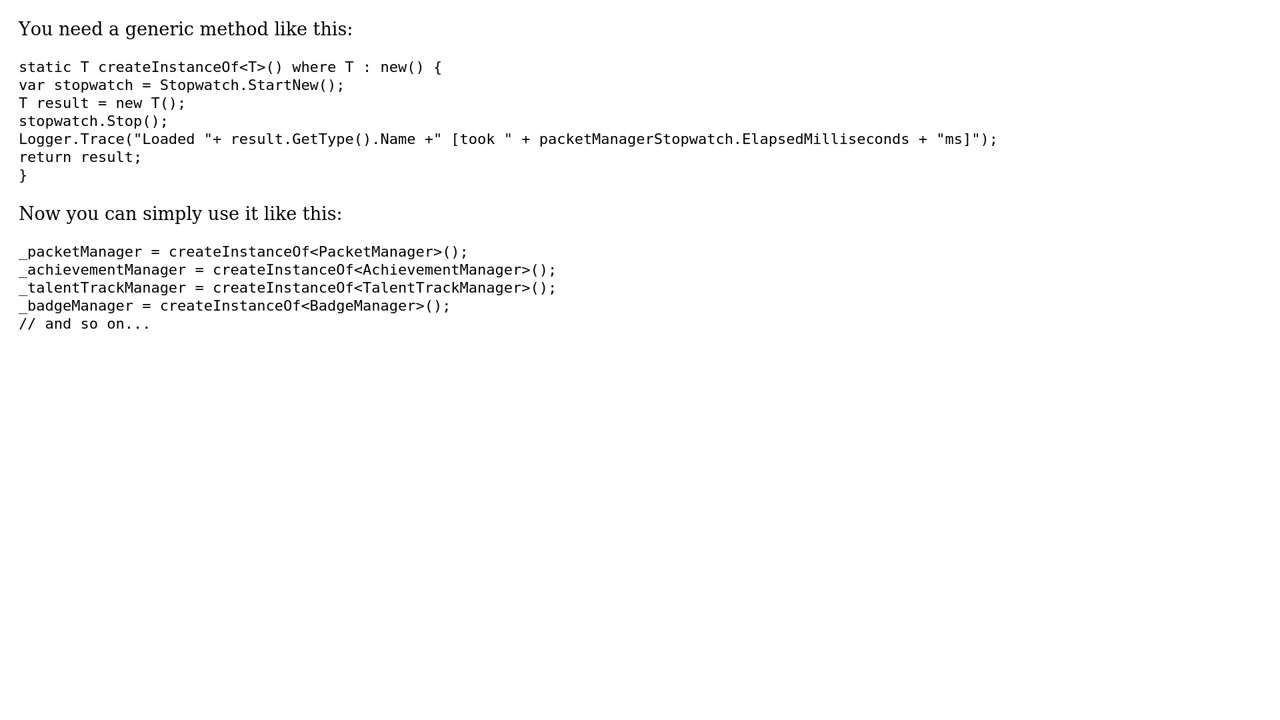 You need a generic method like this:
static T createInstanceOf<T>() where T : new() {
var stopwatch = Stopwatch.StartNew();
T result = new T();
stopwatch.Stop();
Logger.Trace("Loaded "+ result.GetType().Name +" [took " + packetManagerStopwatch.ElapsedMilliseconds + "ms]");
return result;
}
Now you can simply use it like this:
_packetManager = createInstanceOf<PacketManager>();
_achievementManager = createInstanceOf<AchievementManager>();
_talentTrackManager = createInstanceOf<TalentTrackManager>();
_badgeManager = createInstanceOf<BadgeManager>();
// and so on...